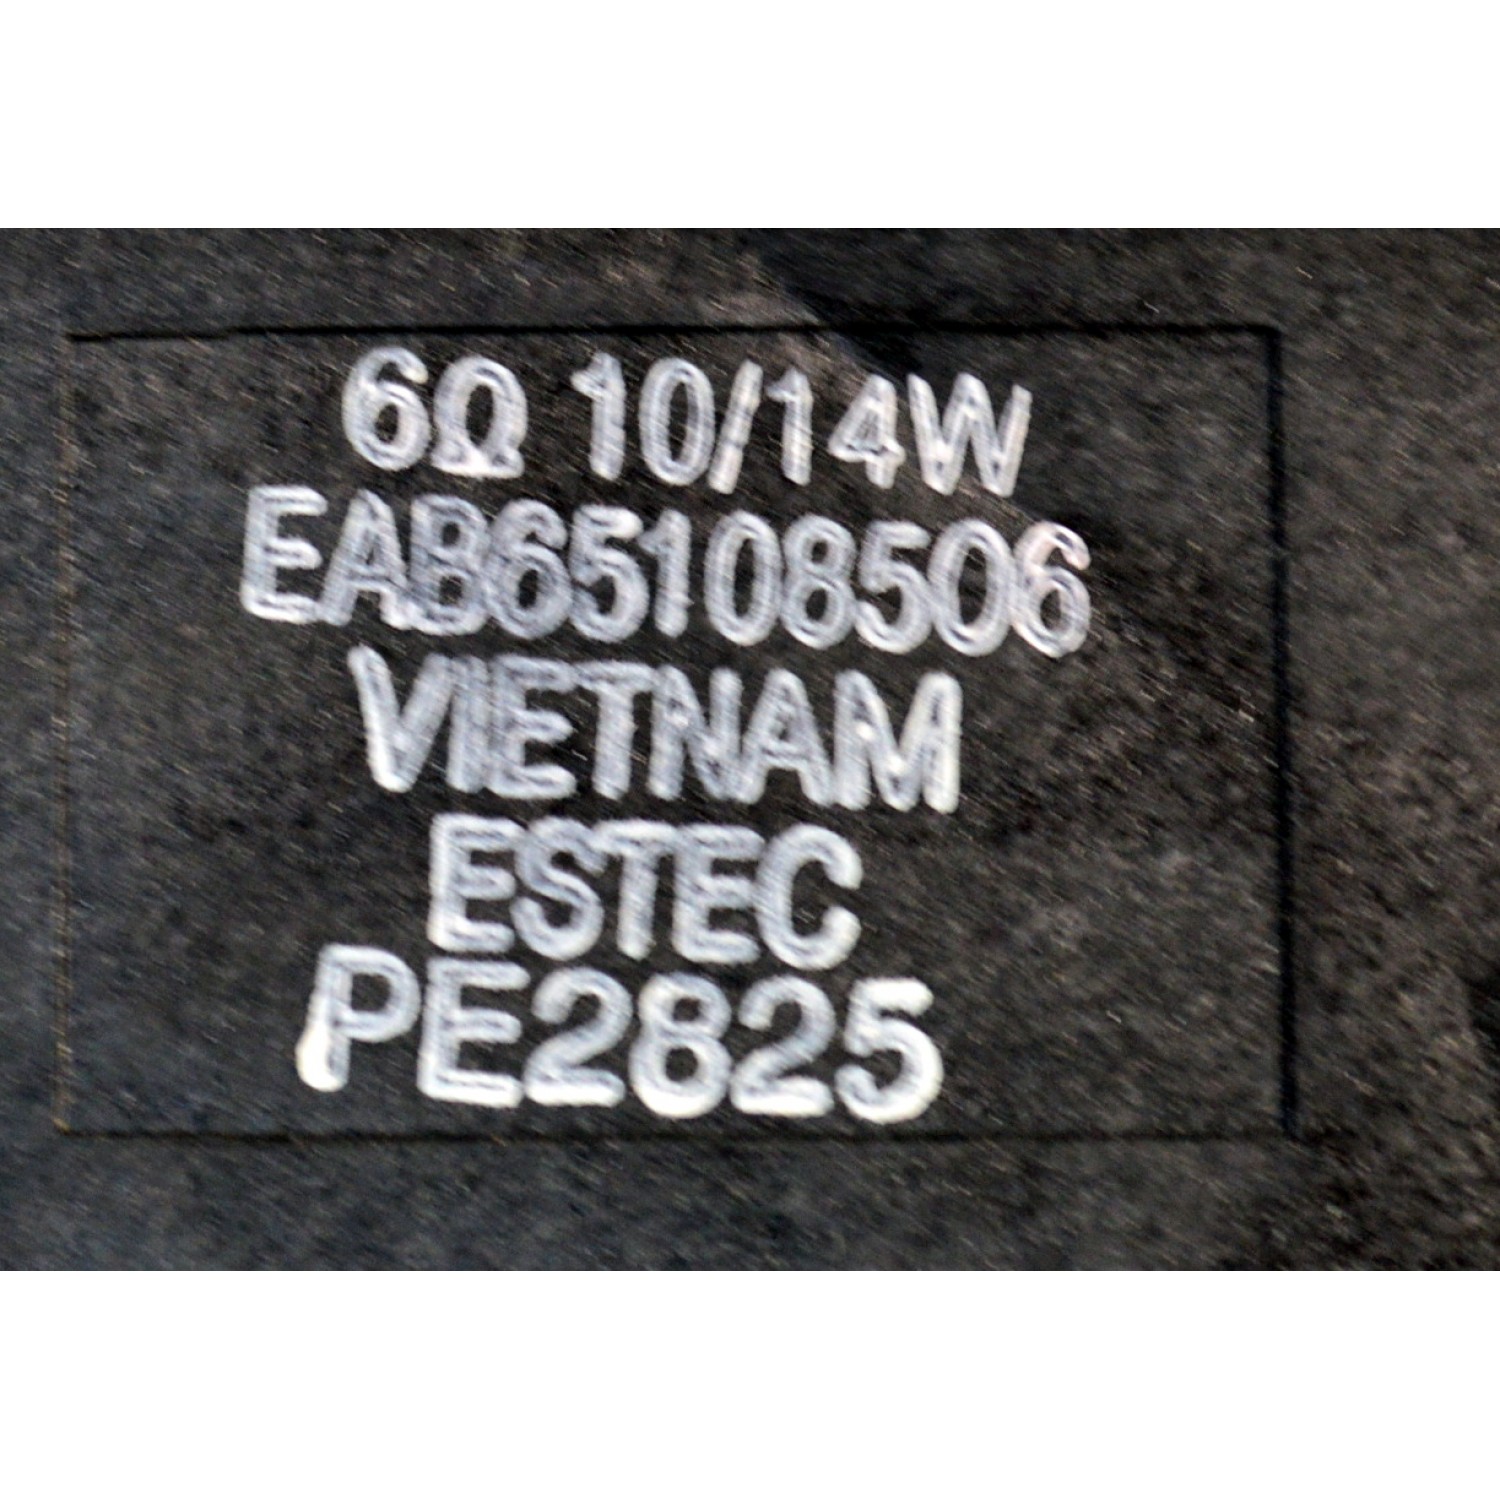 6Ω 10/14W
EAB65108506
VIETNAM
ESTEC
PE2825